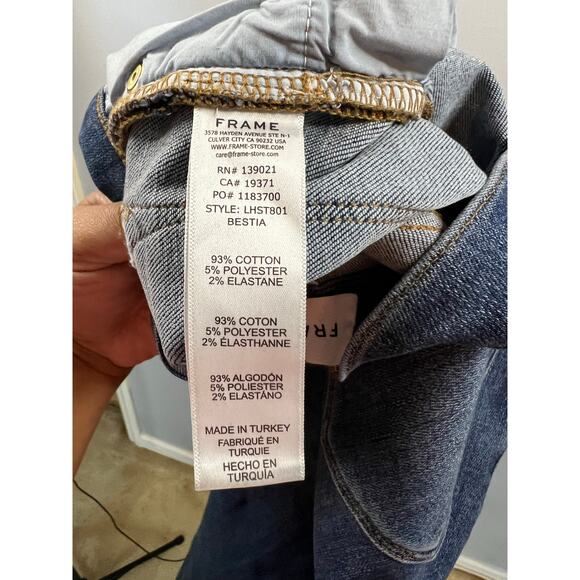 FRAME
3578 HAYDEN AVENUE STE N-1
CULVER CITY CA 90232 USA
WWW.FRAME-STORE.COM
care@frame-store.com
RN# 139021
CA# 19371
PO# 1183700
STYLE: LHST801
BESTIA
93% COTTON
5% POLYESTER
2% ELASTANE
93% COTON
5% POLYESTER
2% ÉLASTHANNE
93% ALGODÓN
5% POLIESTER
2% ELASTÁNO
MADE IN TURKEY
FABRIQUÉ EN
TURQUIE
HECHO EN
TURQUÍA
FRA